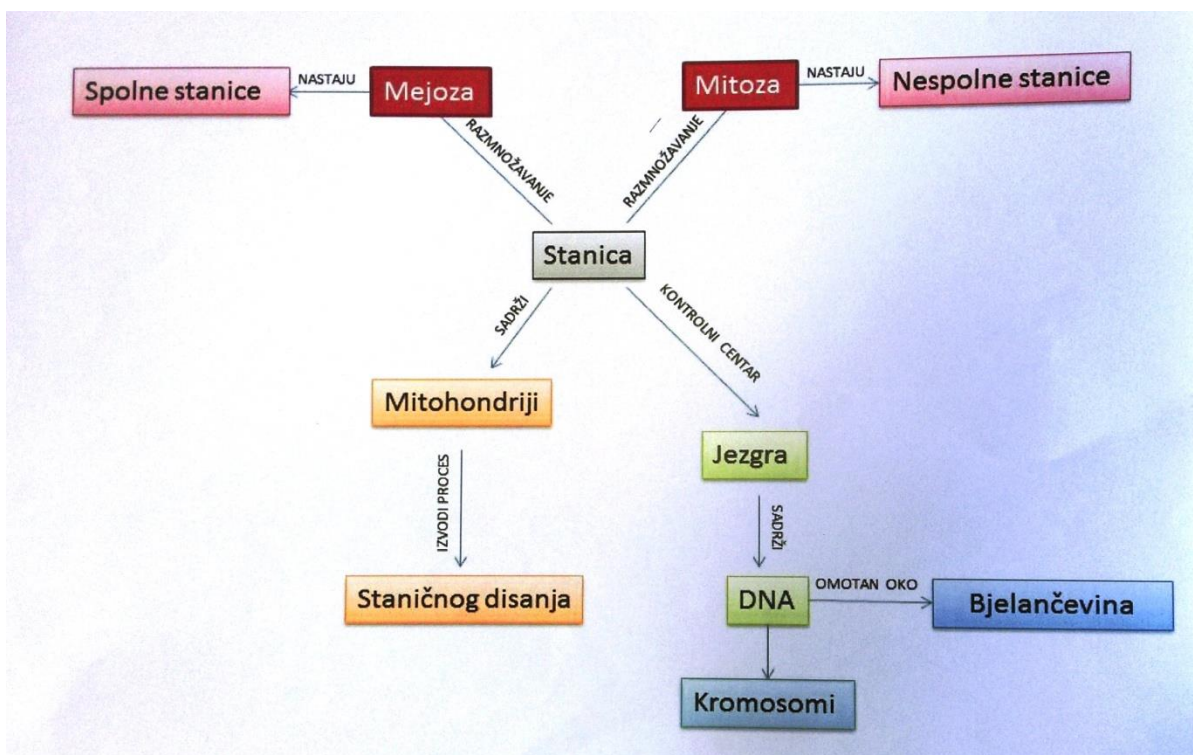 Spolne stanice
NASTAJU
Mejoza
Mitoza
NASTAJU
Nespolne stanice
RAZMNOŽAVANJE
RAZMNOŽAVANJE
Stanica
SADRŽI
KONTROLNI CENTAR
Mitohondriji
Jezgra
IZVODI PROCES
SADRŽI
Staničnog disanja
DNA
OMOTAN OKO
Bjelančevina
Kromosomi